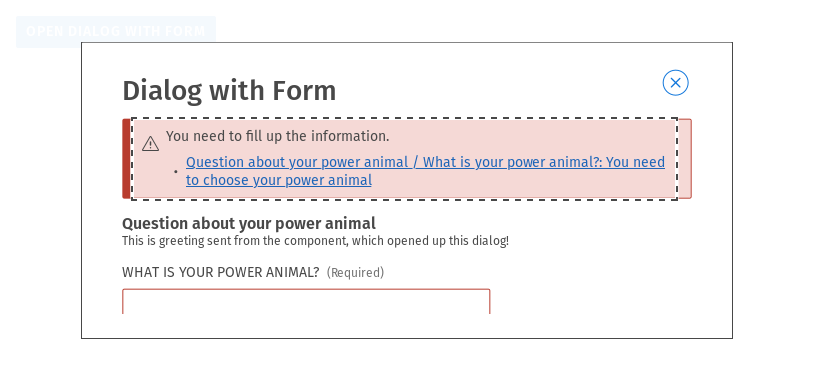 OPEN DIALOG WITH FORM
Dialog with Form
You need to fill up the information.
• Question about your power animal / What is your power animal?: You need
to choose your power animal
Question about your power animal
This is greeting sent from the component, which opened up this dialog!
WHAT IS YOUR POWER ANIMAL? (Required)